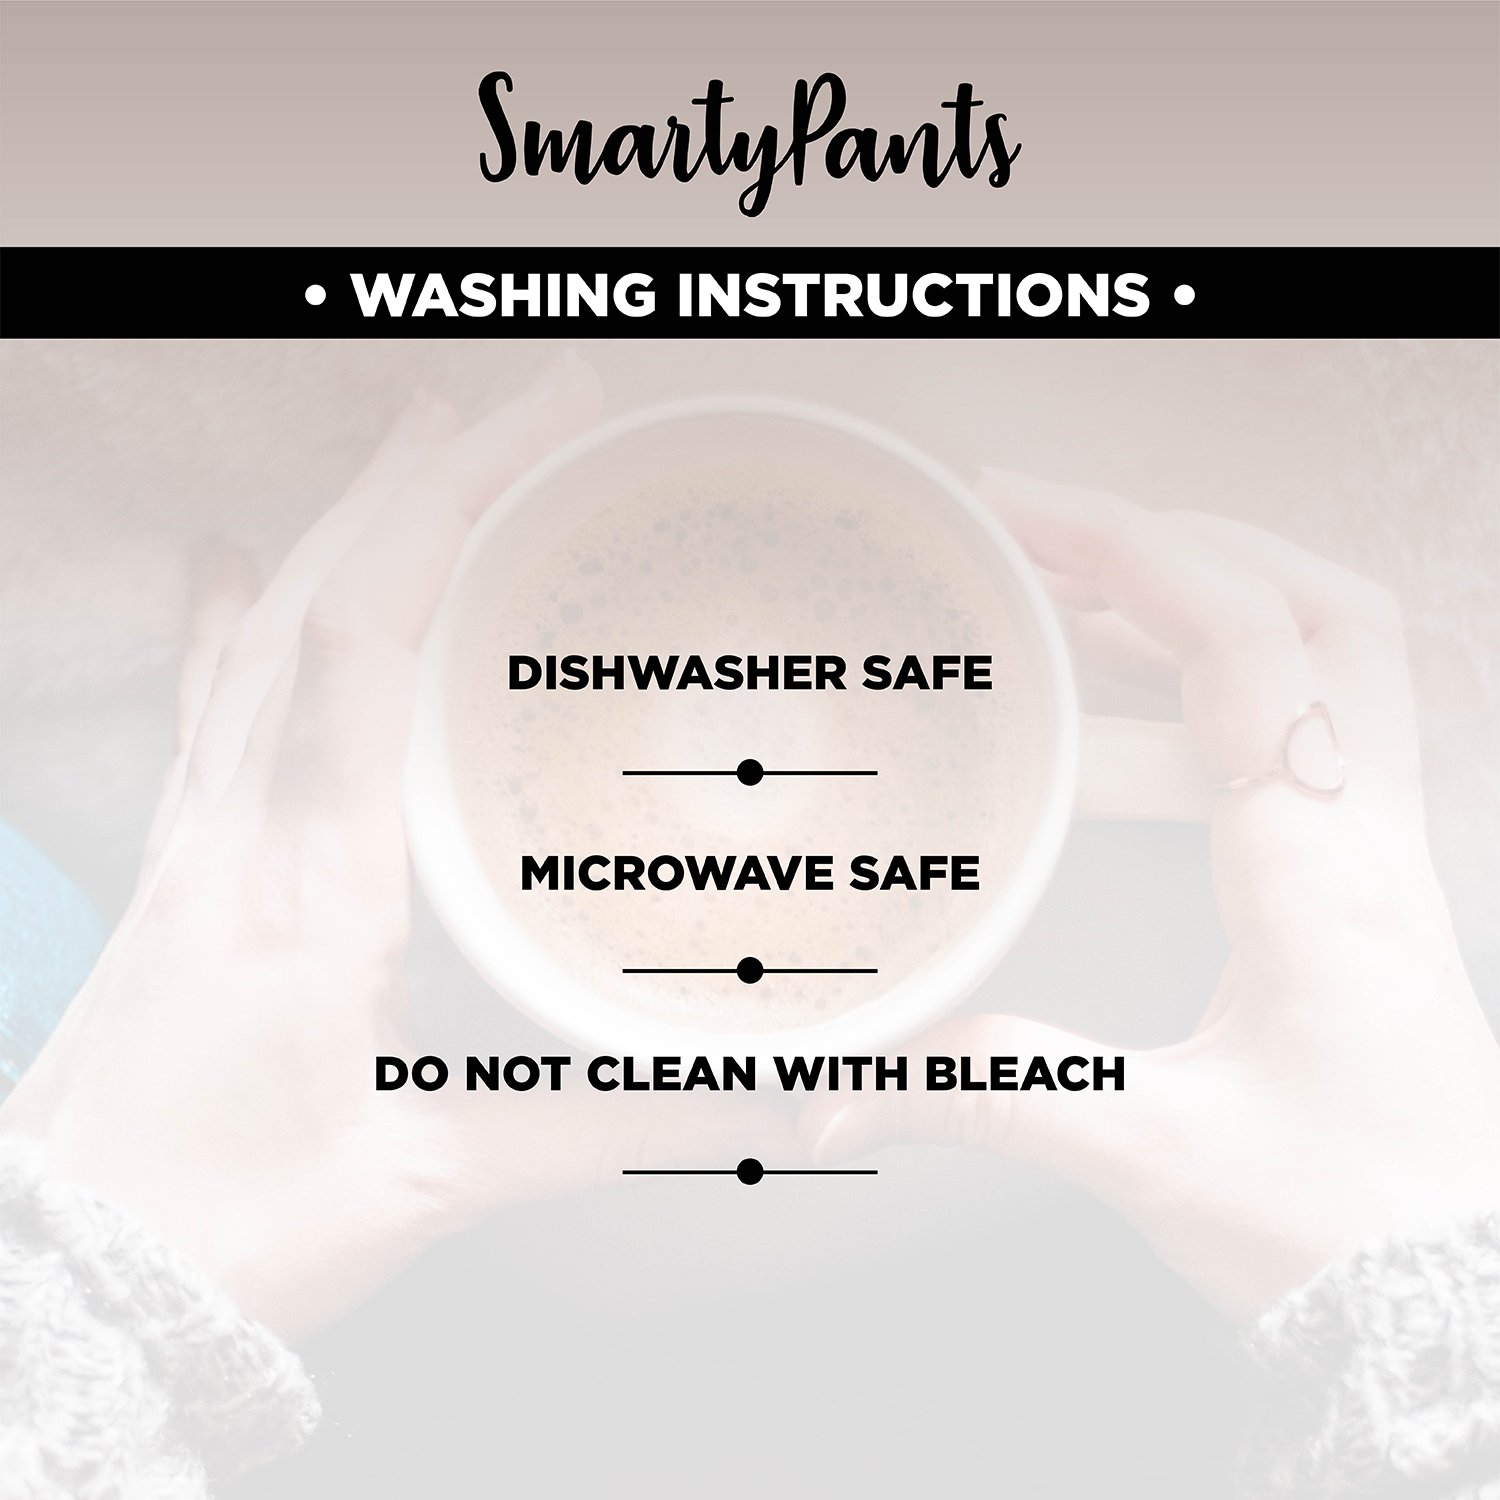 SmartyPants
• WASHING INSTRUCTIONS •
DISHWASHER SAFE
MICROWAVE SAFE
DO NOT CLEAN WITH BLEACH